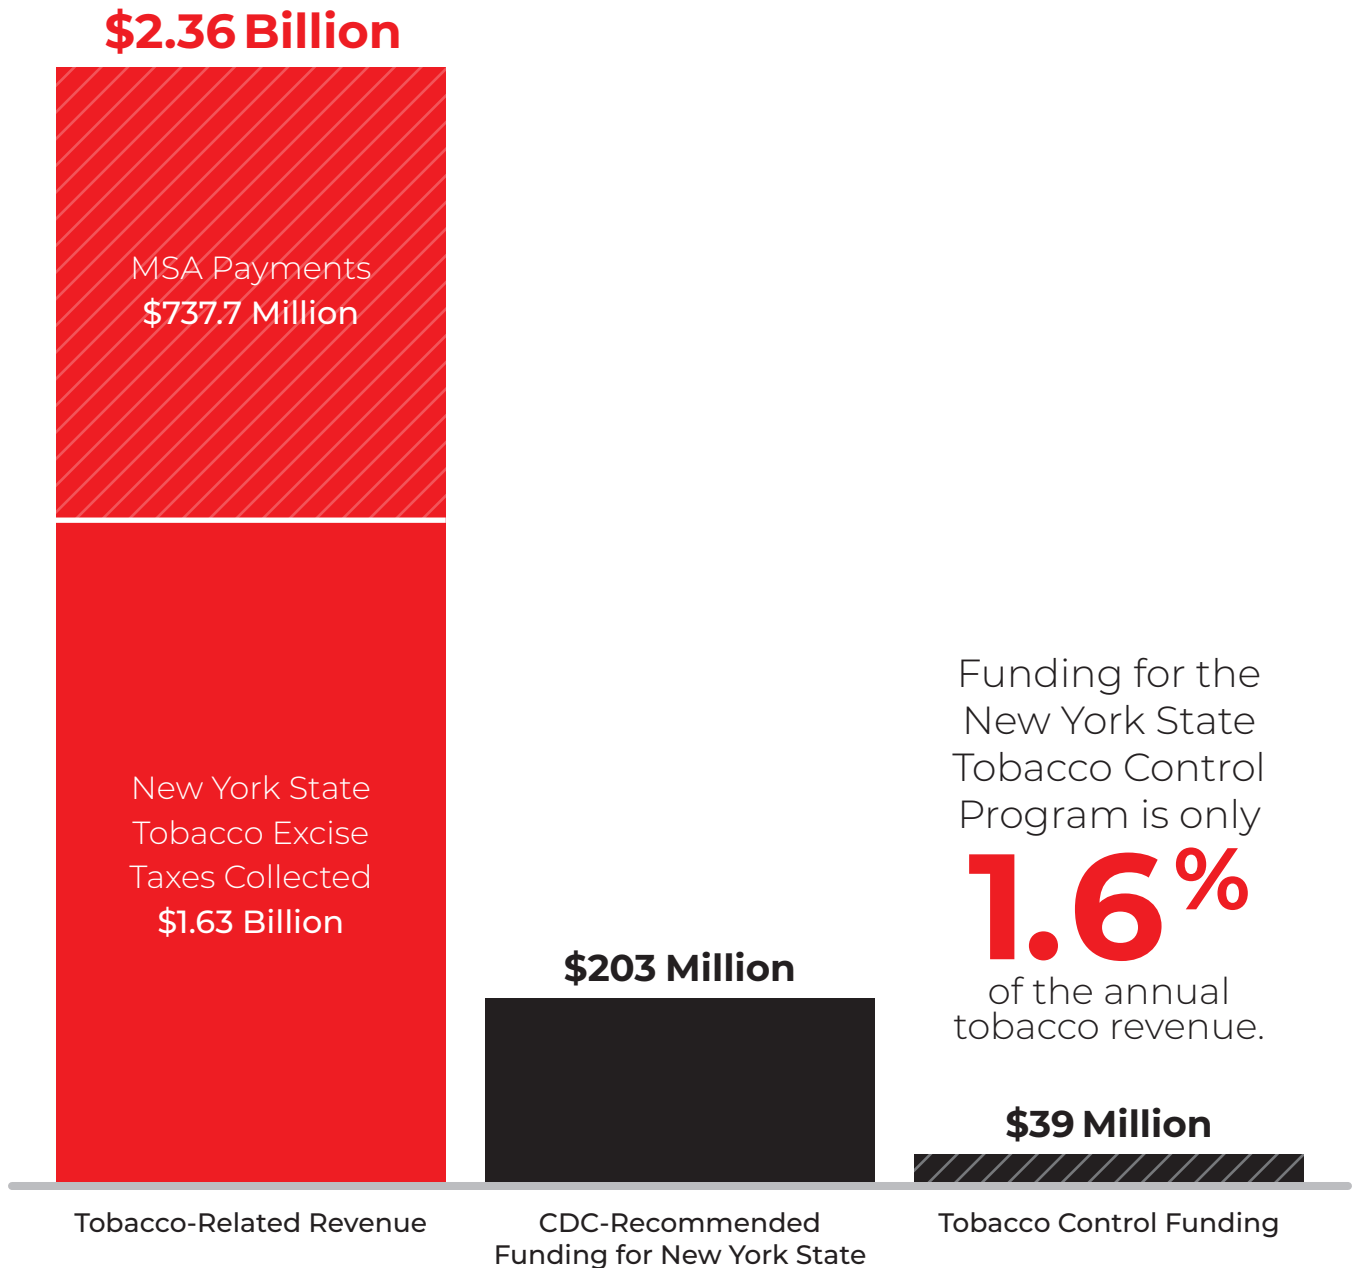 $2.36 Billion
MSA Payments
$737.7 Million
New York State
Tobacco Excise
Taxes Collected
$1.63 Billion
$203 Million
Funding for the
New York State
Tobacco Control
Program is only
1.6%
of the annual
tobacco revenue.
$39 Million
Tobacco-Related Revenue
CDC-Recommended
Funding for New York State
Tobacco Control Funding